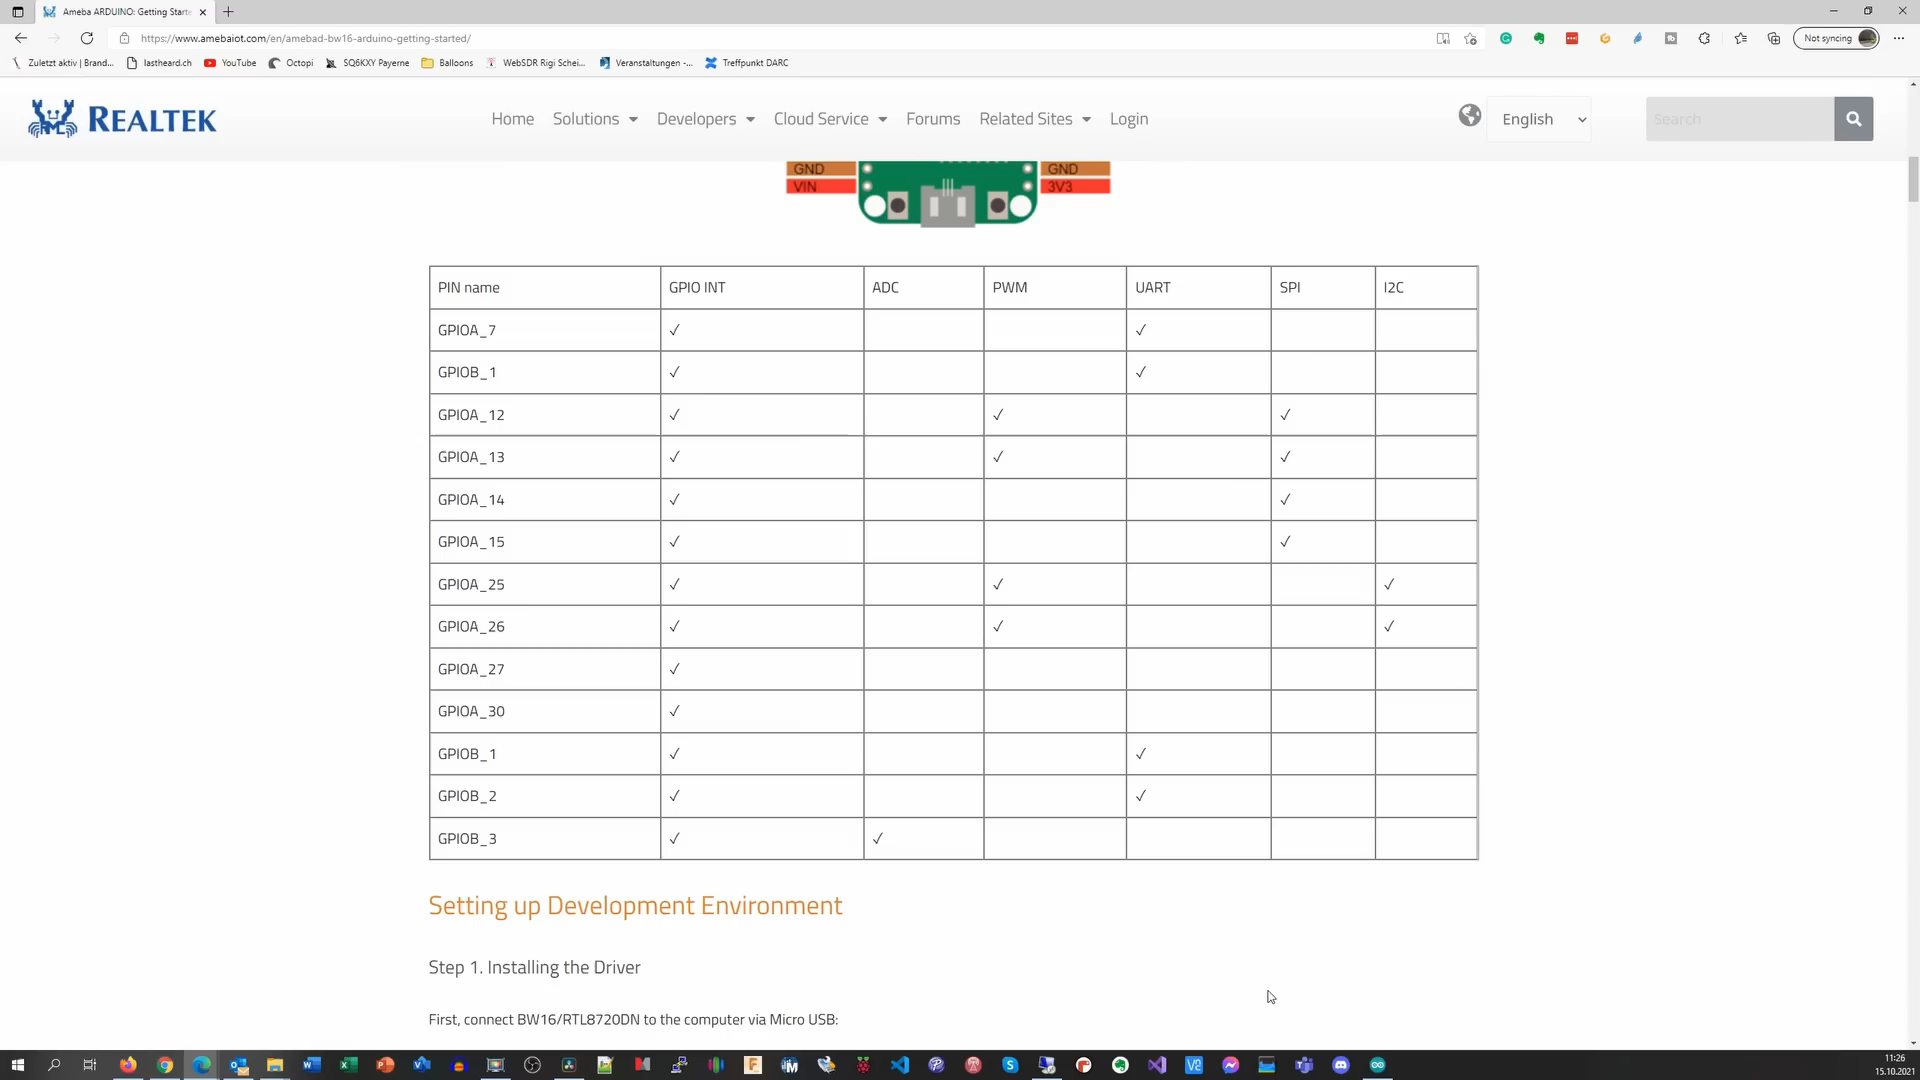 Ameba ARDUINO: Getting Starte
https://www.amebaiot.com/en/amebad-bw16-arduino-getting-started/
Not syncing
Zuletzt aktiv | Brand... lastheard.ch YouTube Octopi SQ6KXY Payerne Balloons WebSDR Rigi Schei... Veranstaltungen -... Treffpunkt DARC
REALTEK
Home Solutions Developers Cloud Service Forums Related Sites Login
English
Search
GND GND
VIN 3V3
PIN name GPIO INT ADC PWM UART SPI I2C
GPIOA_7 ✓ ✓
GPIOB_1 ✓ ✓
GPIOA_12 ✓ ✓ ✓
GPIOA_13 ✓ ✓ ✓
GPIOA_14 ✓ ✓
GPIOA_15 ✓ ✓
GPIOA_25 ✓ ✓ ✓
GPIOA_26 ✓ ✓ ✓
GPIOA_27 ✓
GPIOA_30 ✓
GPIOB_1 ✓ ✓
GPIOB_2 ✓ ✓
GPIOB_3 ✓ ✓
Setting up Development Environment
Step 1. Installing the Driver
First, connect BW16/RTL8720DN to the computer via Micro USB:
11:26
15.10.2021